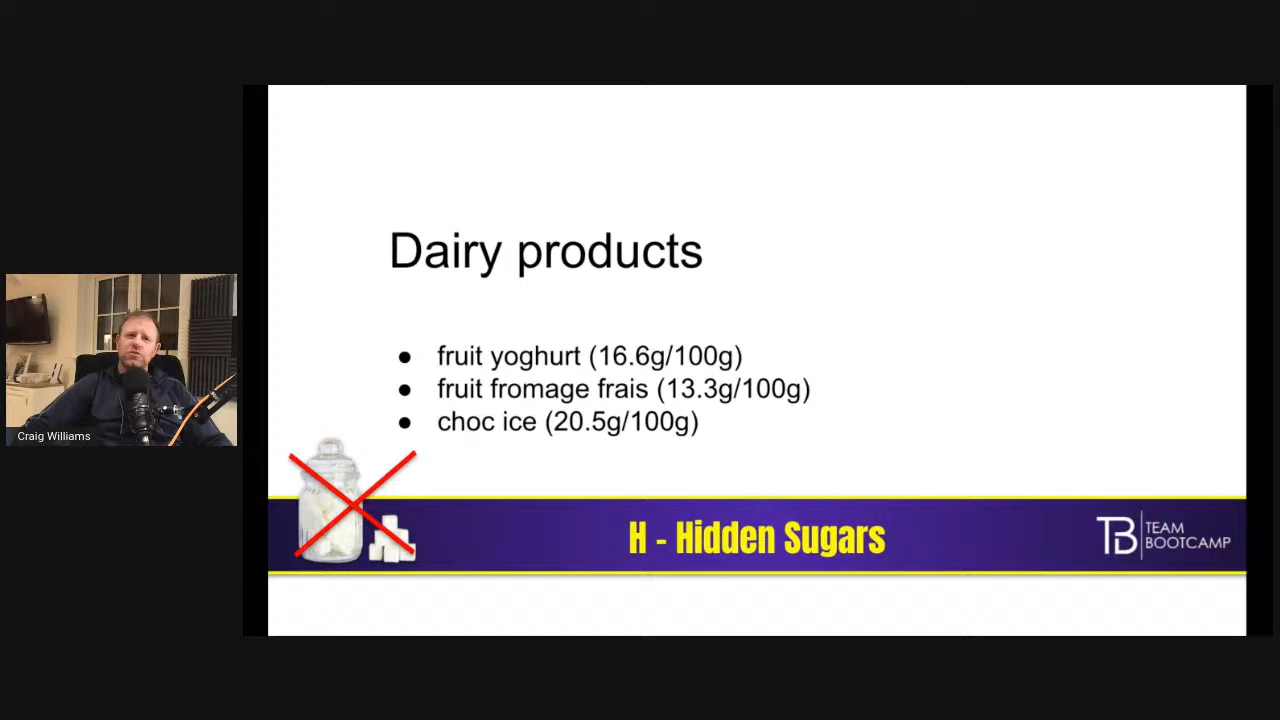 Dairy products
● fruit yoghurt (16.6g/100g)
● fruit fromage frais (13.3g/100g)
● choc ice (20.5g/100g)
Craig Williams
H - Hidden Sugars
TB TEAM
BOOTCAMP